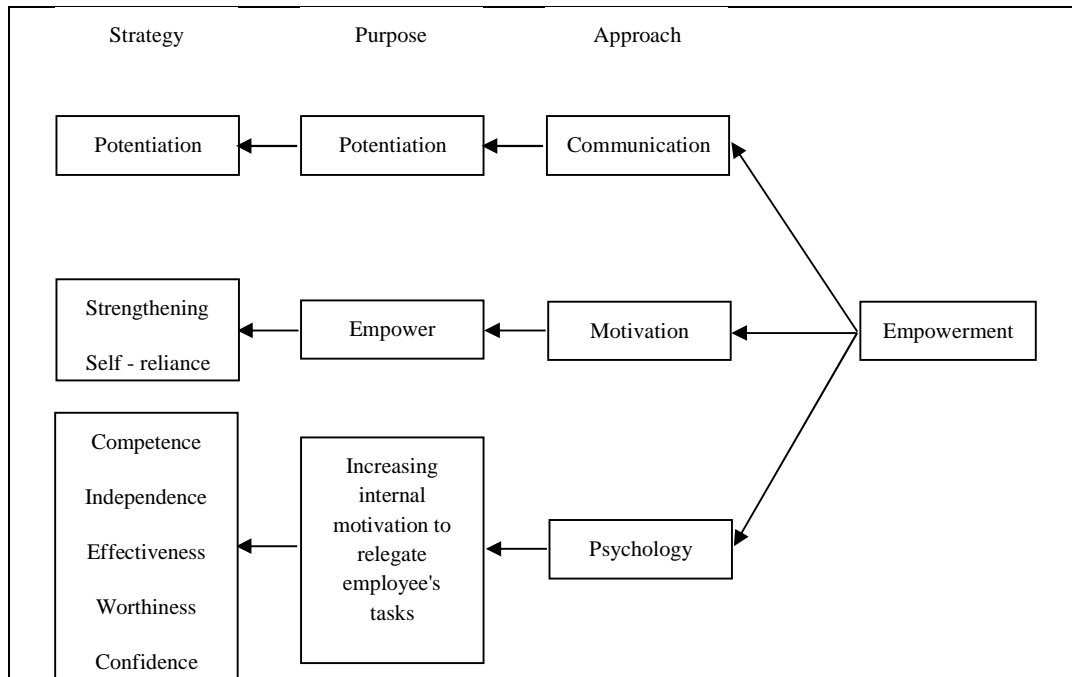 Strategy
Purpose
Approach
Potentiation
Potentiation
Communication
Strengthening
Self - reliance
Empower
Motivation
Empowerment
Competence
Independence
Effectiveness
Worthiness
Confidence
Increasing
internal
motivation to
relegate
employee's
tasks
Psychology